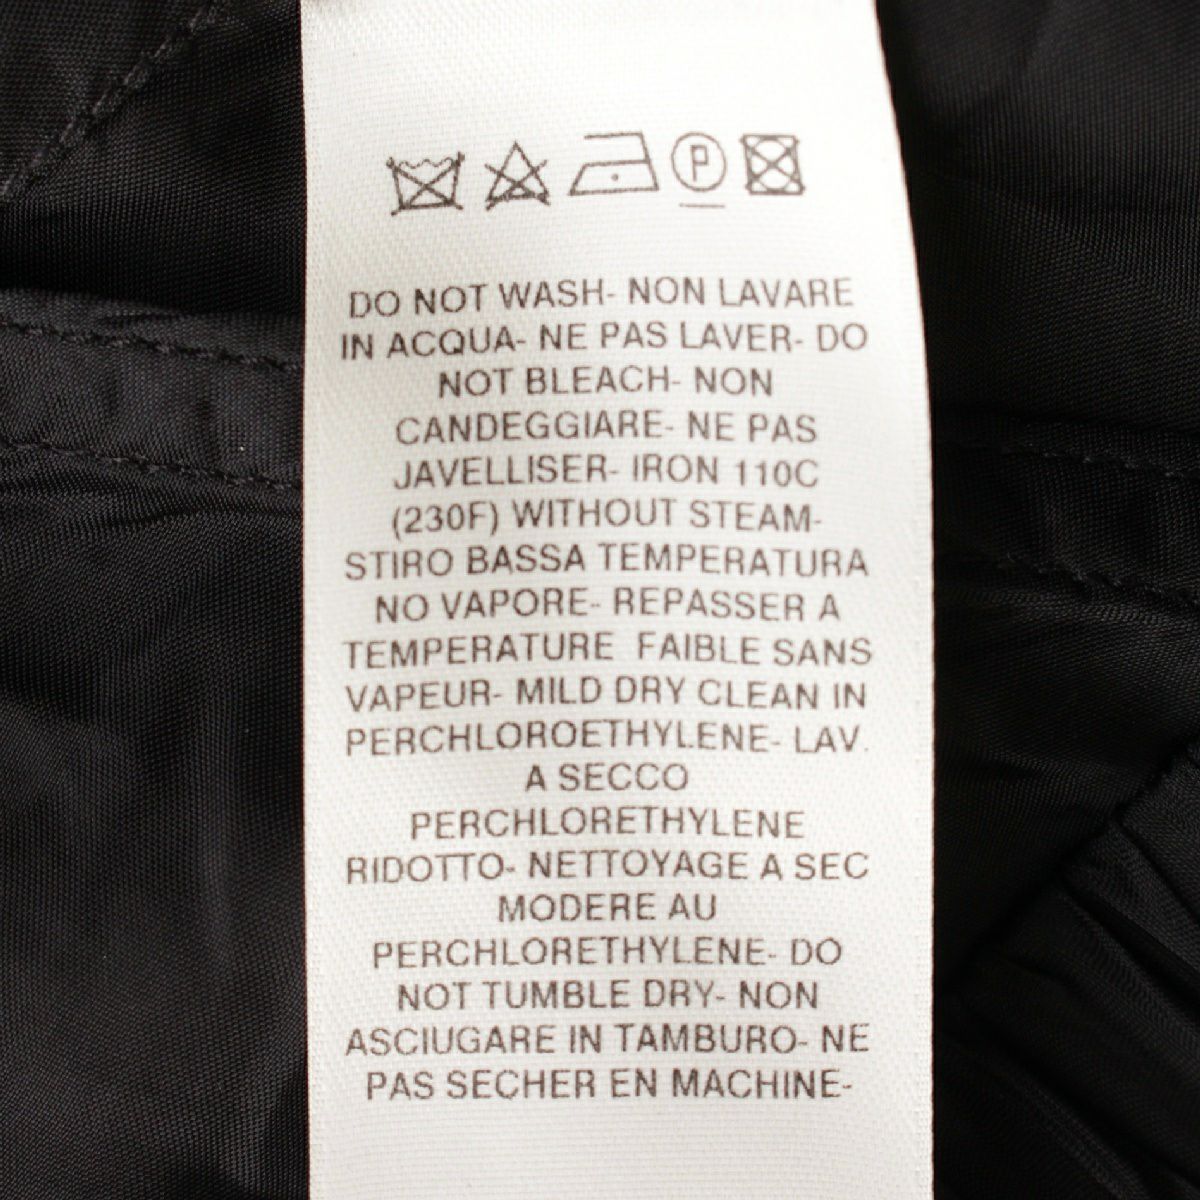 P
DO NOT WASH- NON LAVARE
IN ACQUA- NE PAS LAVER- DO
NOT BLEACH- NON
CANDEGGIARE- NE PAS
JAVELLISER- IRON 110C
(230F) WITHOUT STEAM-
STIRO BASSA TEMPERATURA
NO VAPORE- REPASSER A
TEMPERATURE FAIBLE SANS
VAPEUR- MILD DRY CLEAN IN
PERCHLOROETHYLENE- LAV.
A SECCO
PERCHLORETHYLENE
RIDOTTO- NETTOYAGE A SEC
MODERE AU
PERCHLORETHYLENE- DO
NOT TUMBLE DRY- NON
ASCIUGARE IN TAMBURO- NE
PAS SECHER EN MACHINE-